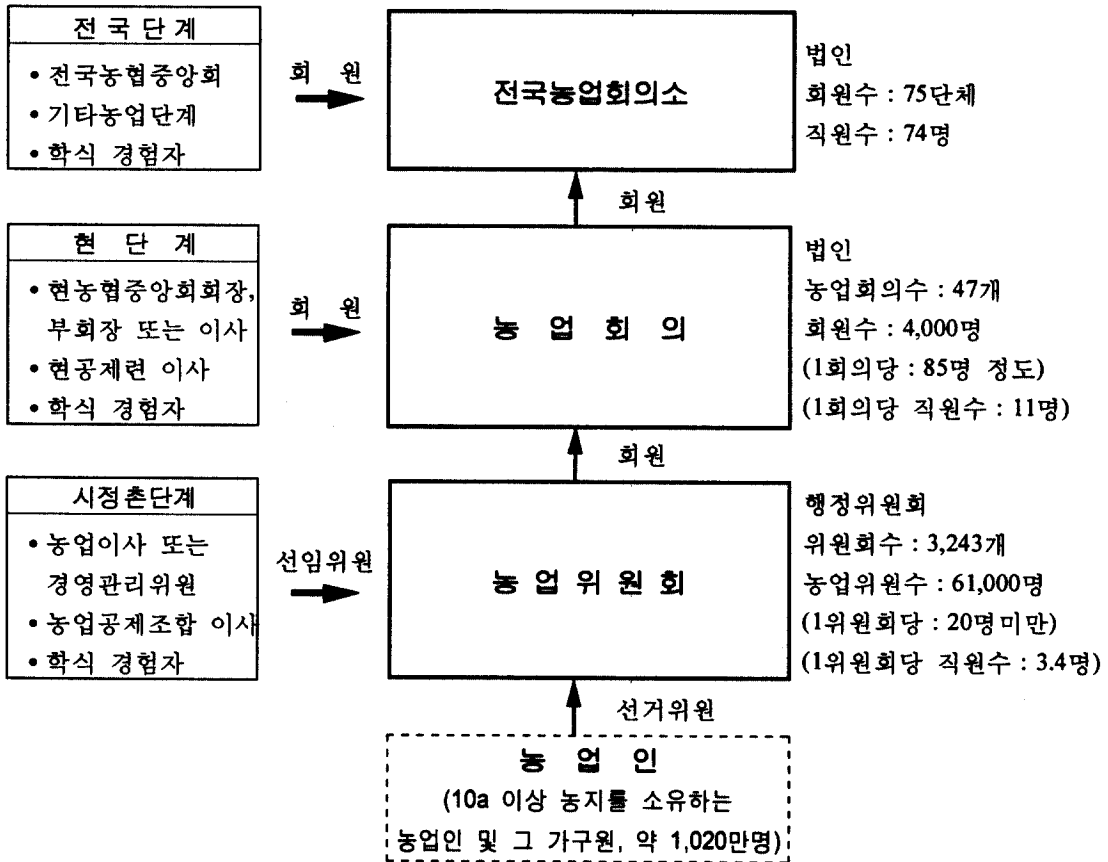 전국단계
• 전국농협중앙회
• 기타농업단계
• 학식 경험자
회 원
전국농업회의소
법인
회원수 : 75단체
직원수 : 74명
회원
현 단 계
• 현농협중앙회회장,
부회장 또는 이사
• 현공제련 이사
• 학식 경험자
회 원
농 업 회 의
법인
농업회의수 : 47개
회원수 : 4,000명
(1회의당 : 85명 정도)
(1회의당 직원수 : 11명)
회원
시정촌단계
• 농업이사 또는
경영관리위원
• 농업공제조합 이사
• 학식 경험자
선임위원
농 업 위 원 회
행정위원회
위원회수 : 3,243개
농업위원수 : 61,000명
(1위원회당 : 20명미만)
(1위원회당 직원수 : 3.4명)
선거위원
농 업 인
(10a 이상 농지를 소유하는
농업인 및 그 가구원, 약 1,020만명)